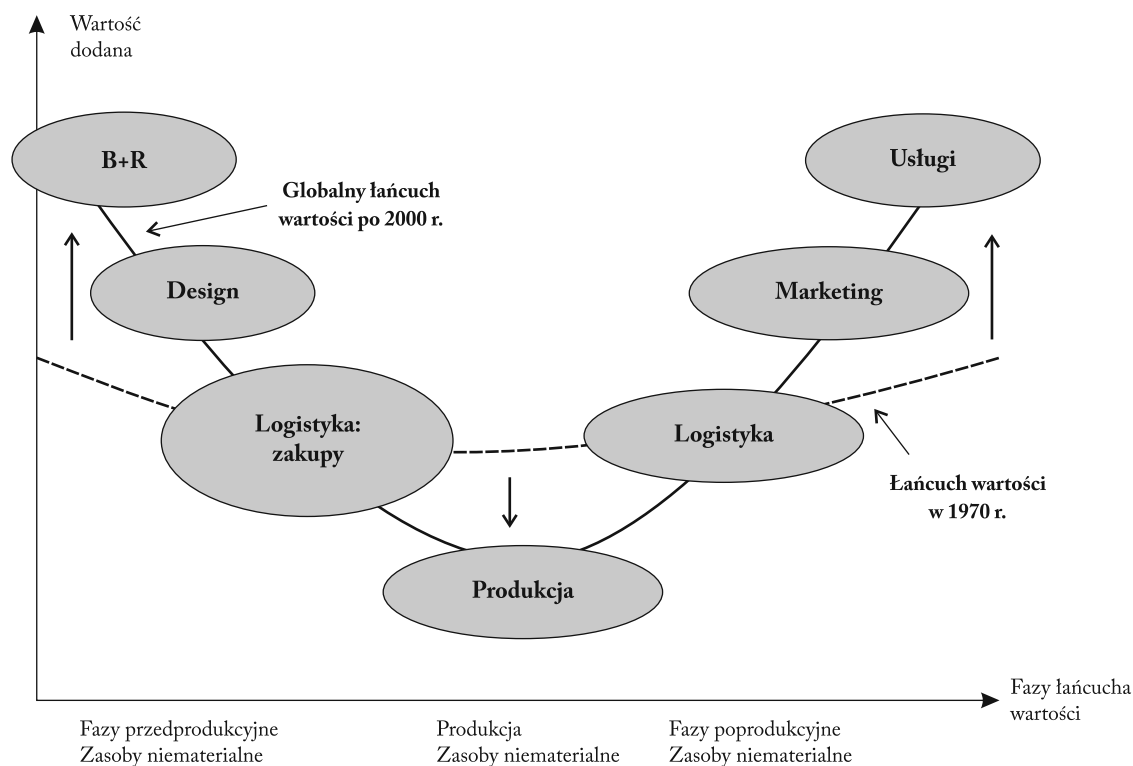 Wartość
dodana
B+R
Usługi
Globalny łańcuch
wartości po 2000 r.
Design
Marketing
Logistyka:
zakupy
Logistyka
Łańcuch wartości
w 1970 r.
Produkcja
Fazy łańcucha
wartości
Fazy przedprodukcyjne
Zasoby niematerialne
Produkcja
Zasoby niematerialne
Fazy poprodukcyjne
Zasoby niematerialne